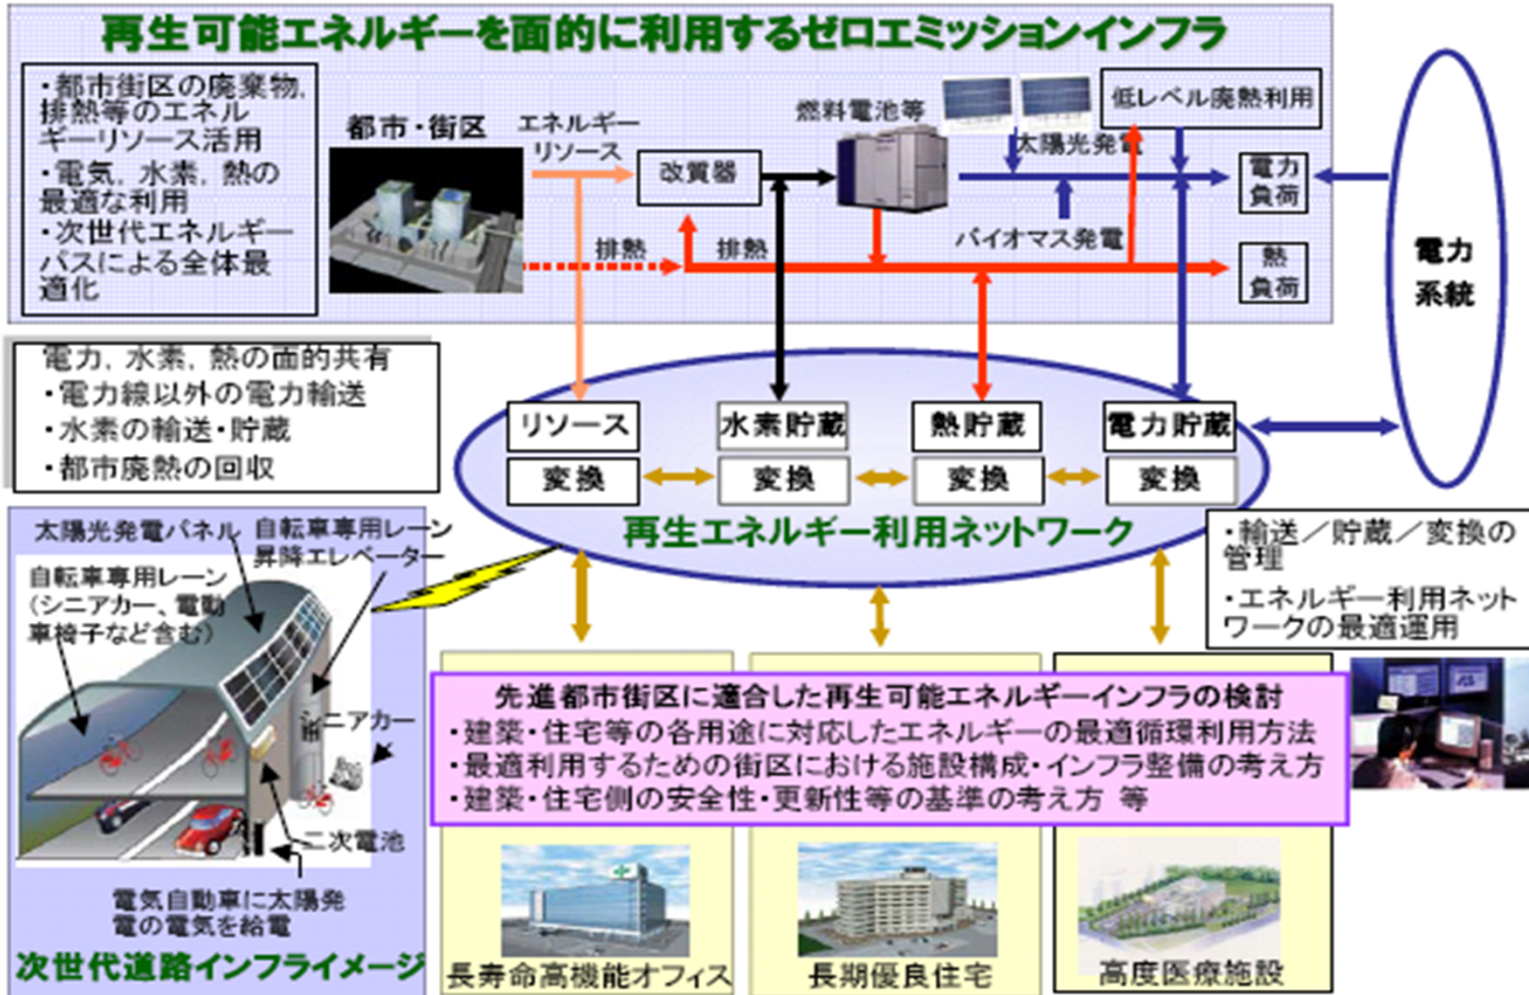 再生可能エネルギーを面的に利用するゼロエミッションインフラ
・都市街区の廃棄物,
排熱等のエネル
ギーリソース活用
・電気, 水素, 熱の
最適な利用
・次世代エネルギー
パスによる全体最
適化
都市・街区
エネルギー
リソース
改質器
燃料電池等
太陽光発電
低レベル廃熱利用
電力
負荷
排熱
排熱
バイオマス発電
熱
負荷
電力
系統
電力, 水素, 熱の面的共有
・電力線以外の電力輸送
・水素の輸送・貯蔵
・都市廃熱の回収
リソース
水素貯蔵
熱貯蔵
電力貯蔵
変換
変換
変換
変換
再生エネルギー利用ネットワーク
・輸送／貯蔵／変換の
管理
・エネルギー利用ネット
ワークの最適運用
太陽光発電パネル
自転車専用レーン
昇降エレベーター
自転車専用レーン
(シニアカー、電動
車椅子など含む)
シニアカー
二次電池
電気自動車に太陽発
電の電気を給電
次世代道路インフライメージ
先進都市街区に適合した再生可能エネルギーインフラの検討
・建築・住宅等の各用途に対応したエネルギーの最適循環利用方法
・最適利用するための街区における施設構成・インフラ整備の考え方
・建築・住宅側の安全性・更新性等の基準の考え方 等
長寿命高機能オフィス
長期優良住宅
高度医療施設